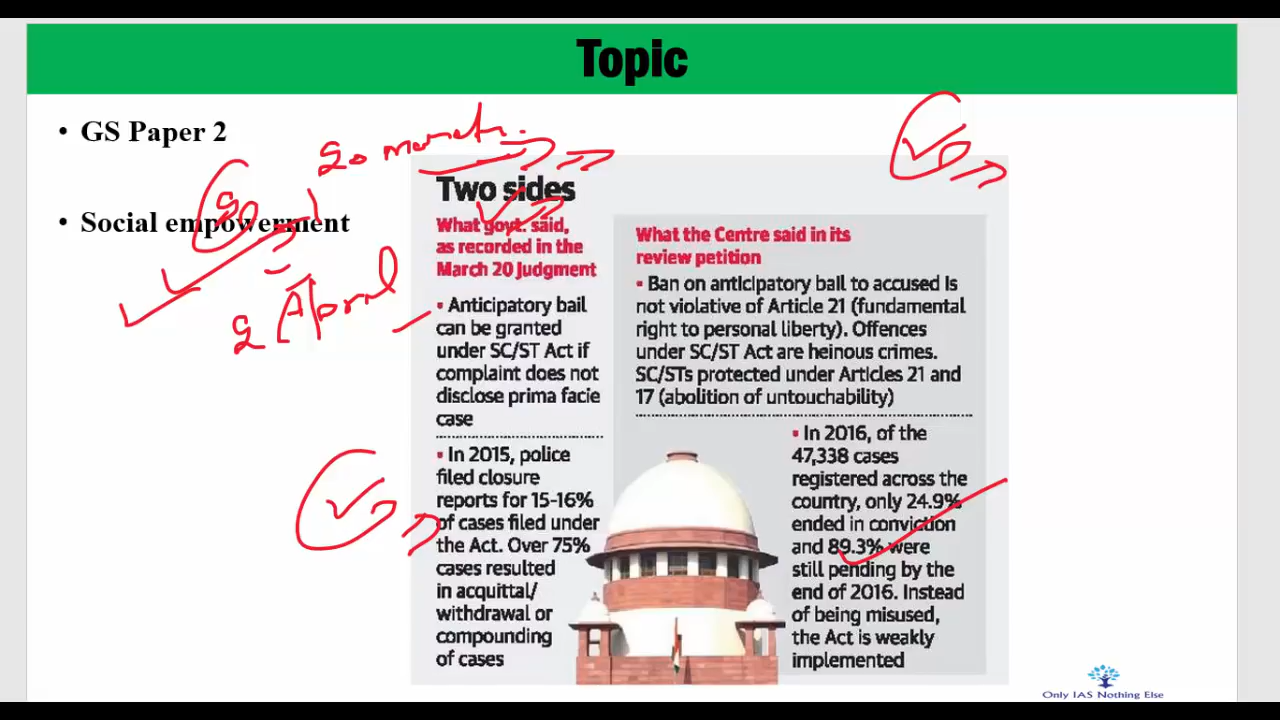 Topic
• GS Paper 2
• Social empowerment
20 march.
2 April
Two sides
What govt. said,
as recorded in the
March 20 Judgment
• Anticipatory bail
can be granted
under SC/ST Act if
complaint does not
disclose prima facie
case
• In 2015, police
filed closure
reports for 15-16%
of cases filed under
the Act. Over 75%
cases resulted
in acquittal/
withdrawal or
compounding
of cases
What the Centre said in its
review petition
• Ban on anticipatory bail to accused is
not violative of Article 21 (fundamental
right to personal liberty). Offences
under SC/ST Act are heinous crimes.
SC/STs protected under Articles 21 and
17 (abolition of untouchability)
• In 2016, of the
47,338 cases
registered across the
country, only 24.9%
ended in conviction
and 89.3% were
still pending by the
end of 2016. Instead
of being misused,
the Act is weakly
implemented
Only IAS Nothing Else